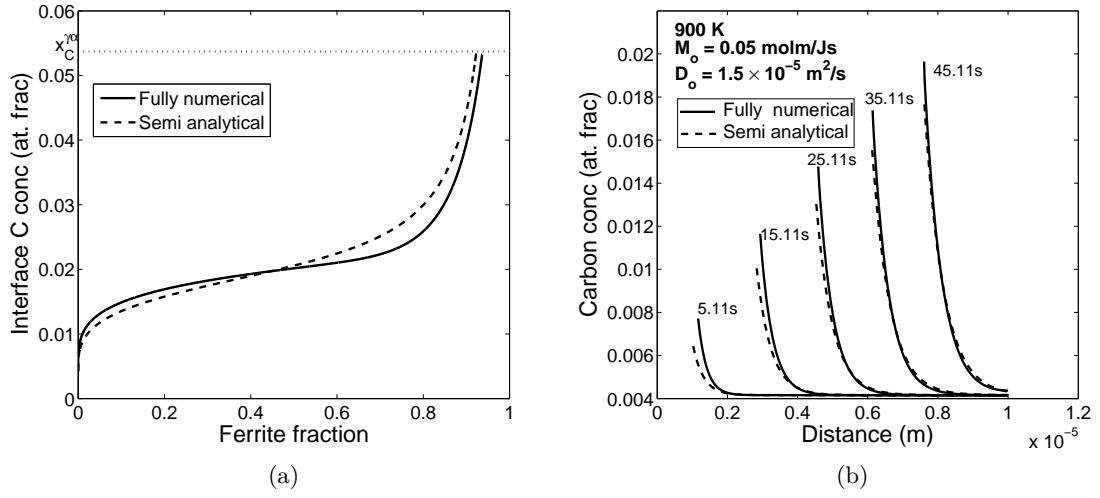 0.06
x_C^γα
0.05
0.04
0.03
0.02
0.01
0
Interface C conc (at. frac)
Fully numerical
Semi analytical
0 0.2 0.4 0.6 0.8 1
Ferrite fraction
(a)
900 K
M_o = 0.05 molm/Js
D_o = 1.5 × 10^-5 m^2/s
Fully numerical
Semi analytical
0.02
0.018
0.016
0.014
0.012
0.01
0.008
0.006
0.004
Carbon conc (at. frac)
45.11s
35.11s
25.11s
15.11s
5.11s
0 0.2 0.4 0.6 0.8 1 1.2
Distance (m)
x 10^-5
(b)